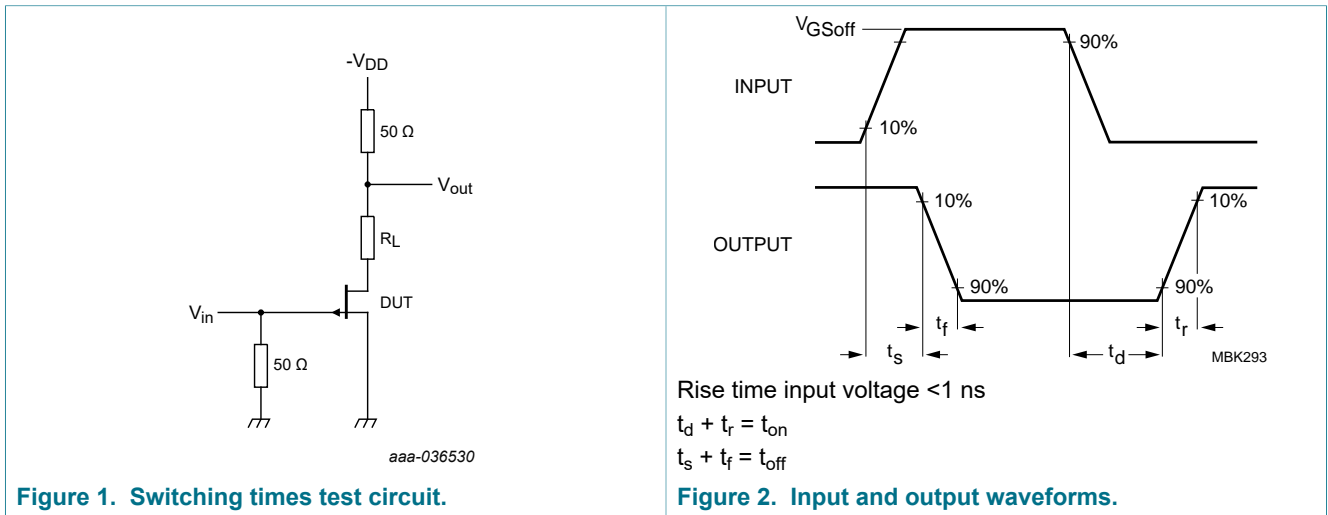 -VDD
50 Ω
Vout
RL
DUT
Vin
50 Ω
aaa-036530
Figure 1. Switching times test circuit.
VGSoff
90%
INPUT
10%
10%
10%
OUTPUT
90%
90%
tf
tr
ts
td
MBK293
Rise time input voltage <1 ns
td + tr = ton
ts + tf = toff
Figure 2. Input and output waveforms.